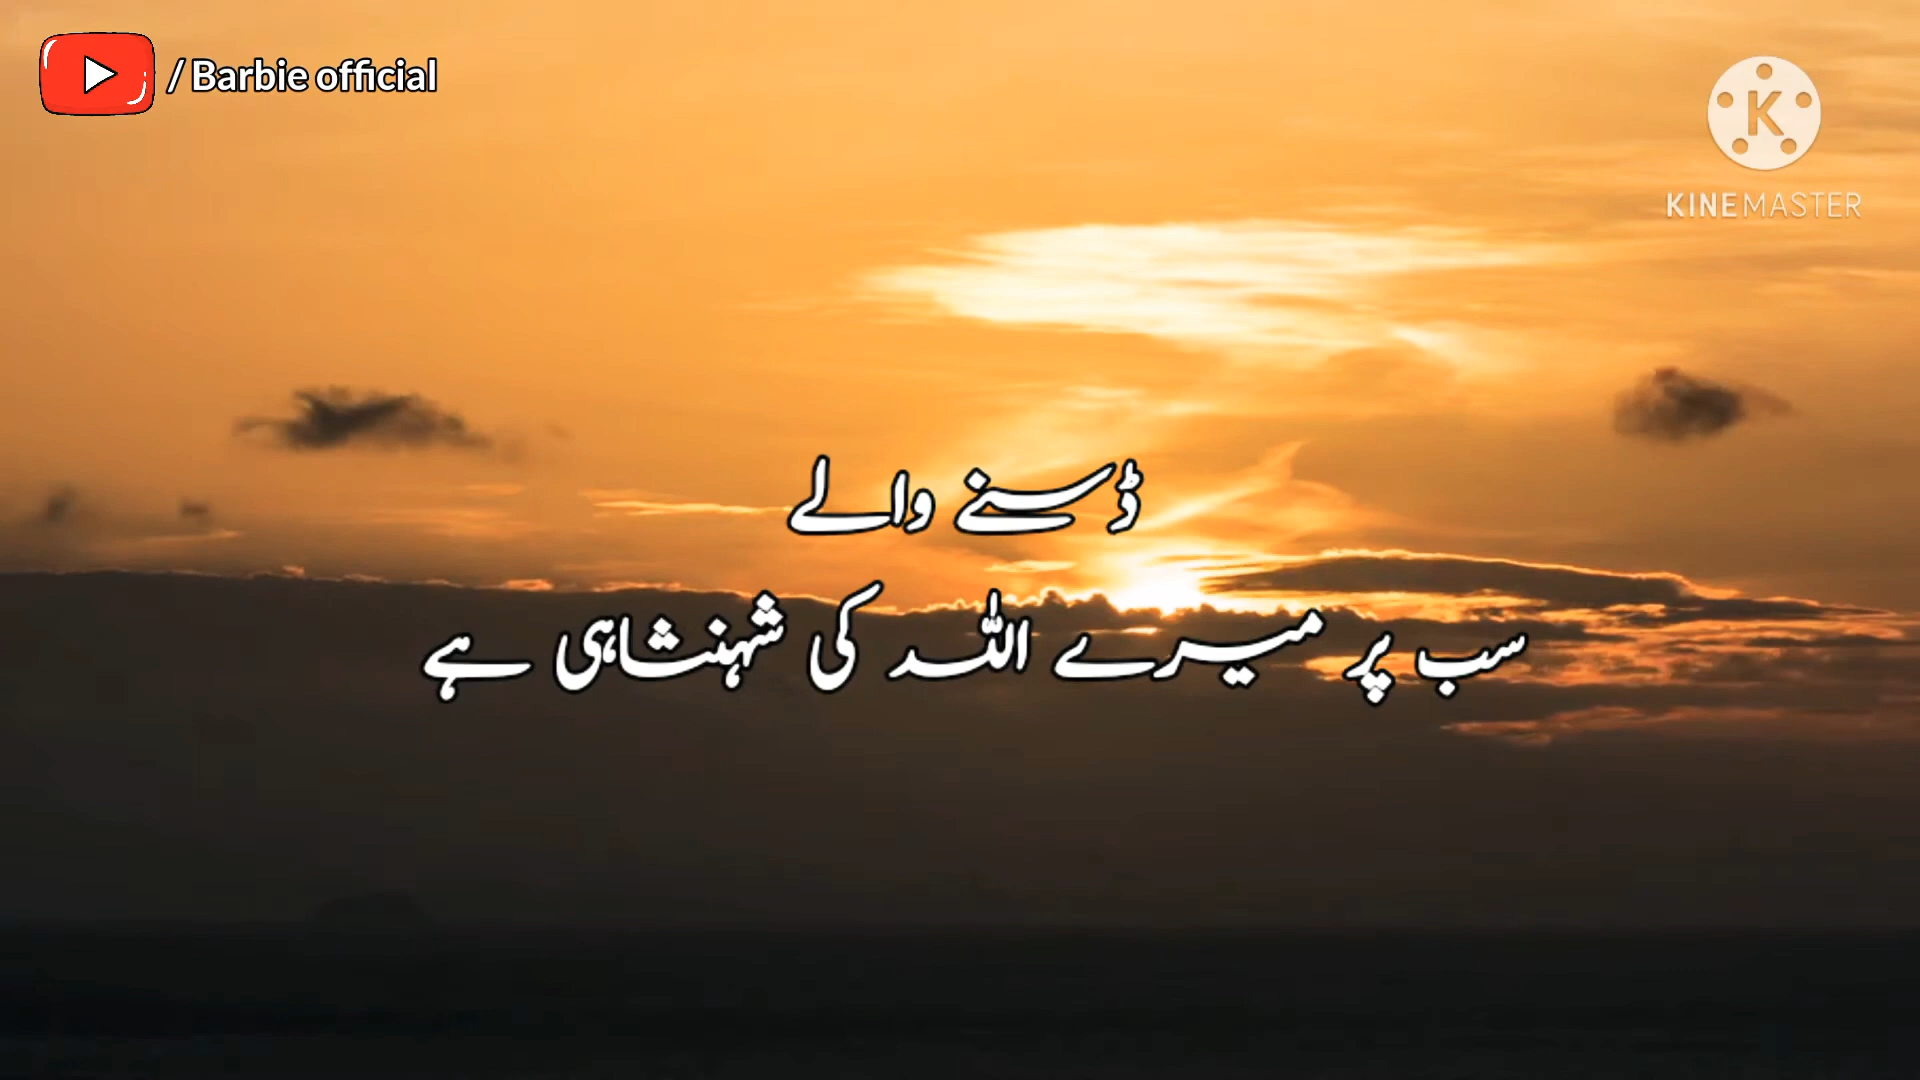 / Barbie official
K
KINEMASTER
ڈسنے والے
سب پر میرے اللہ کی شہنشاہی ہے